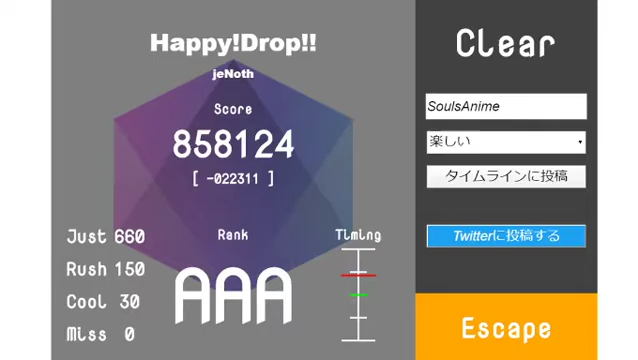 Happy!Drop!!
jeNoth
Score
858124
[ -022311 ]
Just 660
Rush 150
Cool 30
Miss 0
Rank
AAA
Timing
Clear
SoulsAnime
楽しい
タイムラインに投稿
Twitterに投稿する
Escape